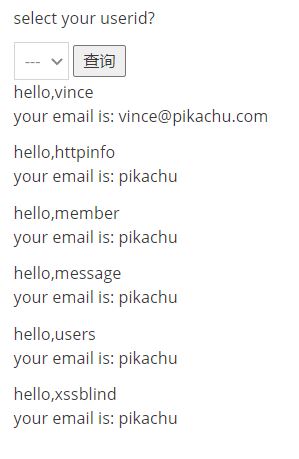 select your userid?
--- 查询
hello,vince
your email is: vince@pikachu.com
hello,httpinfo
your email is: pikachu
hello,member
your email is: pikachu
hello,message
your email is: pikachu
hello,users
your email is: pikachu
hello,xssblind
your email is: pikachu